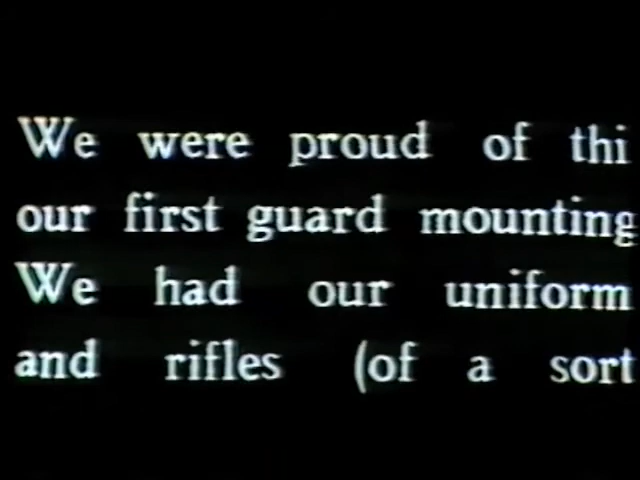 We were proud of thi
our first guard mounting
We had our uniform
and rifles (of a sort